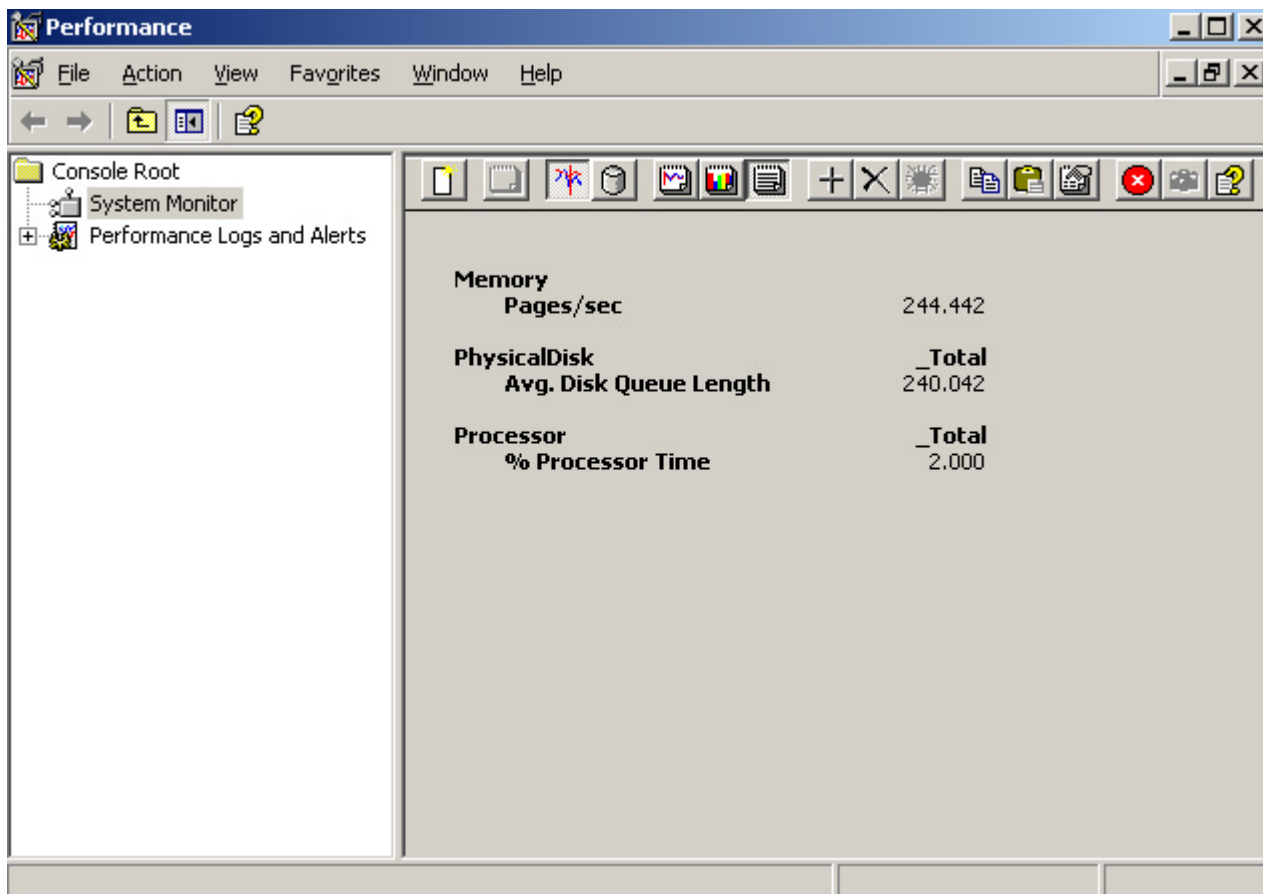 Performance
File Action View Favorites Window Help
Console Root
System Monitor
Performance Logs and Alerts
Memory
Pages/sec 244.442
PhysicalDisk _Total
Avg. Disk Queue Length 240.042
Processor _Total
% Processor Time 2.000